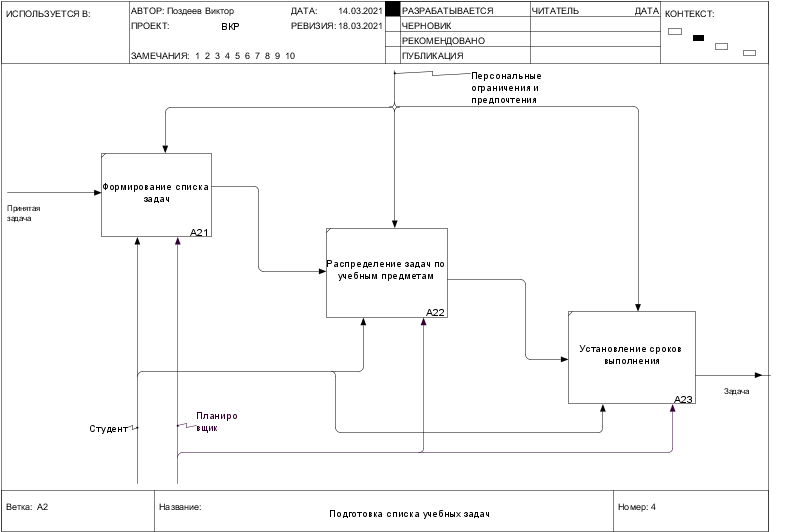 ИСПОЛЬЗУЕТСЯ В:
АВТОР: Поздеев Виктор
ДАТА: 14.03.2021
РАЗРАБАТЫВАЕТСЯ
ЧИТАТЕЛЬ
ДАТА
КОНТЕКСТ:
ПРОЕКТ: ВКР
РЕВИЗИЯ: 18.03.2021
ЧЕРНОВИК
РЕКОМЕНДОВАНО
ЗАМЕЧАНИЯ: 1 2 3 4 5 6 7 8 9 10
ПУБЛИКАЦИЯ
Персональные
ограничения и
предпочтения
Формирование списка
задач
A21
Принятая
задача
Распределение задач по
учебным предметам
A22
Установление сроков
выполнения
A23
Задача
Студент
Планиро
вщик
Ветка: A2
Название:
Подготовка списка учебных задач
Номер: 4